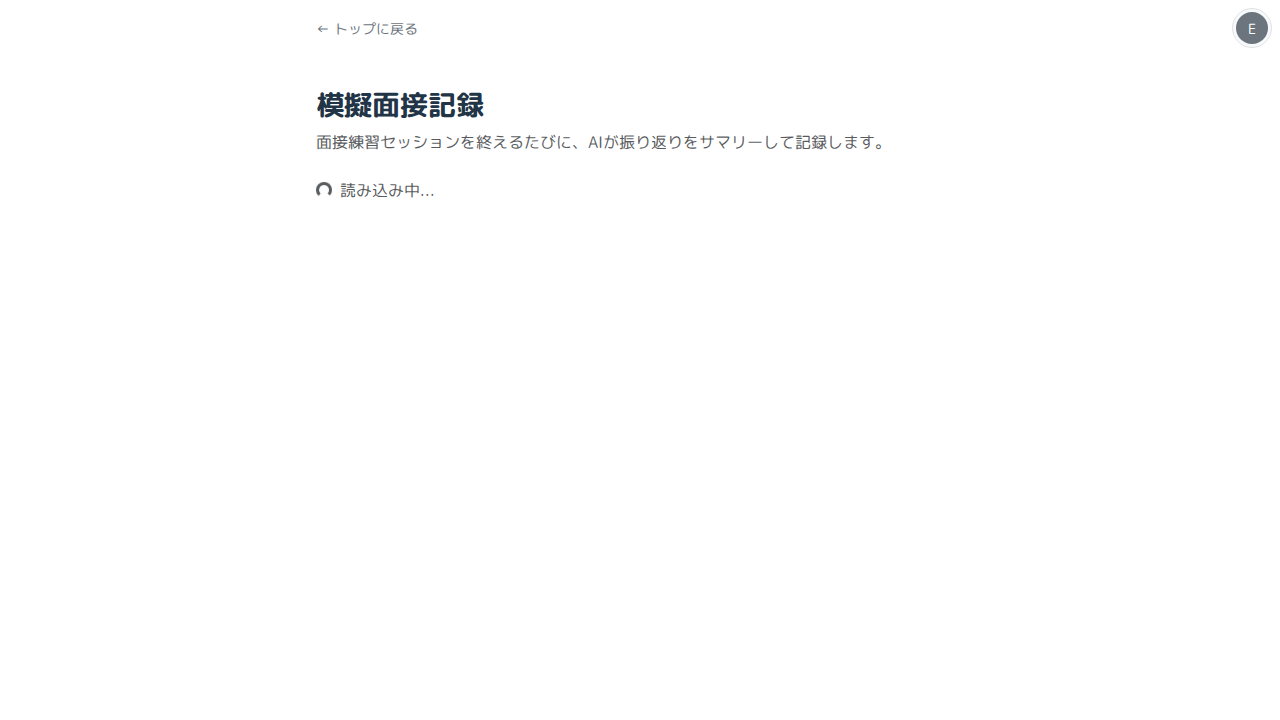 ← トップに戻る
E
模擬面接記録
面接練習セッションを終えるたびに、AIが振り返りをサマリーして記録します。
読み込み中...